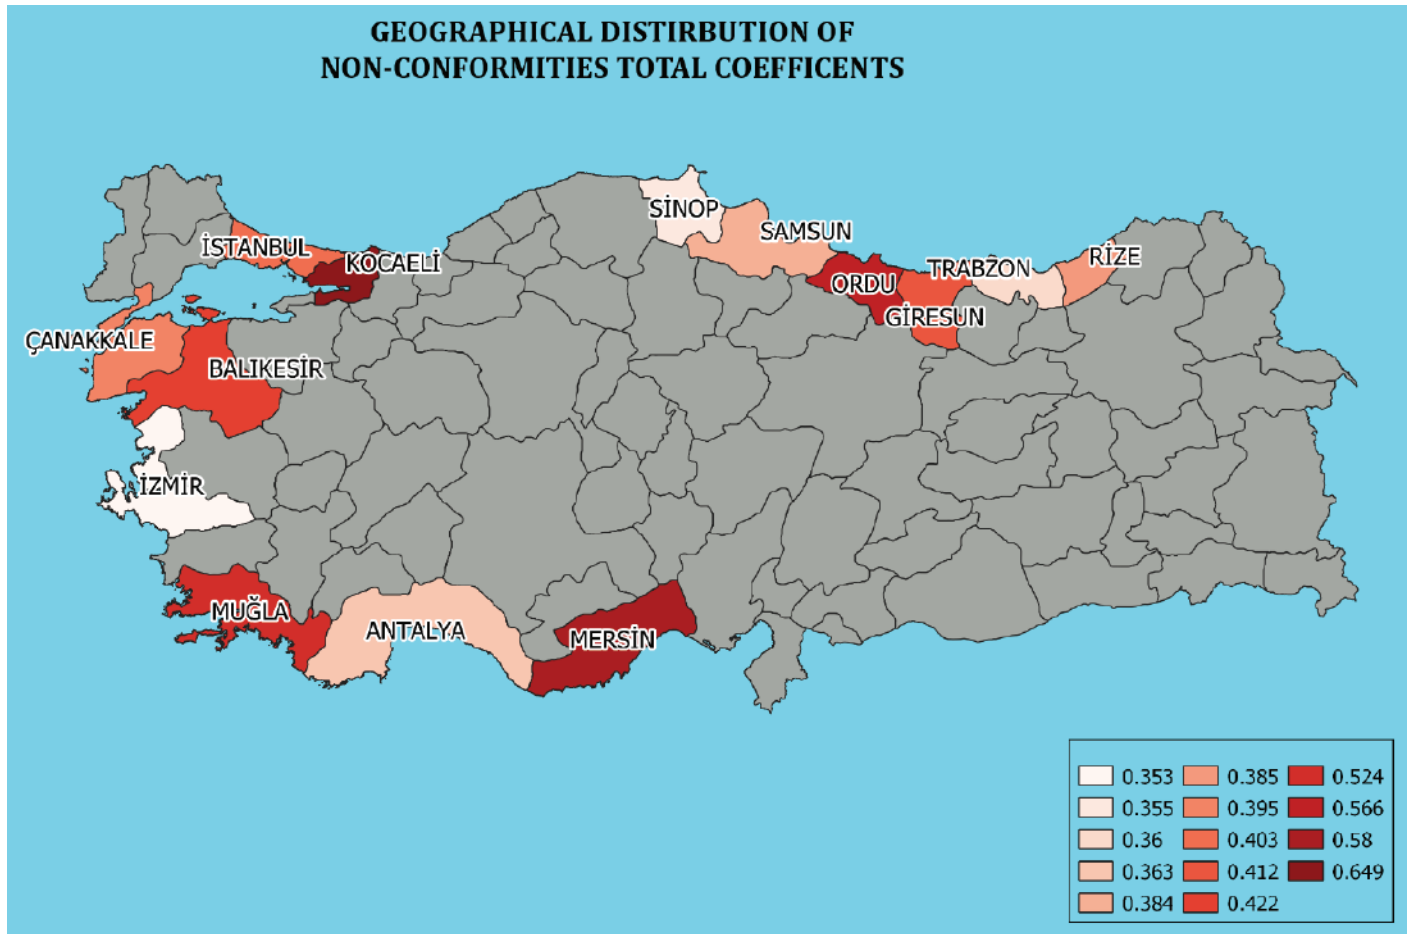 GEOGRAPHICAL DISTIRBUTION OF
NON-CONFORMITIES TOTAL COEFFICENTS
SİNOP
SAMSUN
İSTANBUL
KOCAELİ
RİZE
TRABZON
ORDU
GİRESUN
ÇANAKKALE
BALIKESİR
İZMİR
MUĞLA
ANTALYA
MERSİN
0.353
0.355
0.36
0.363
0.384
0.385
0.395
0.403
0.412
0.422
0.524
0.566
0.58
0.649